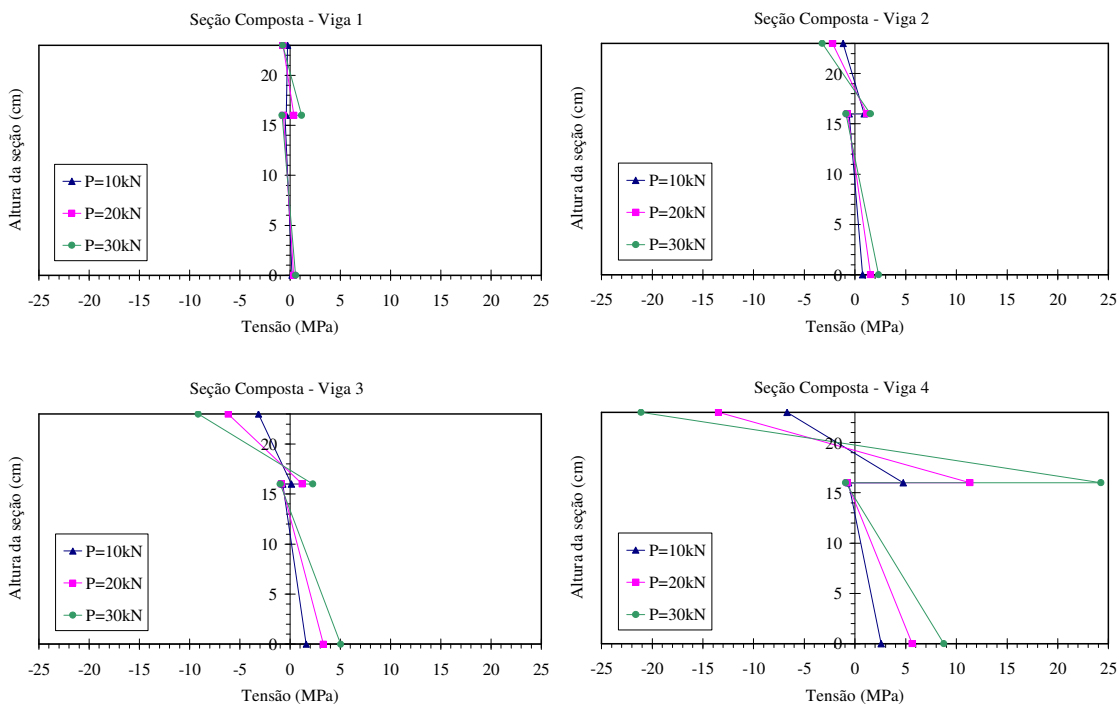 Seção Composta - Viga 1
Altura da seção (cm)
20
15
10
5
0
P=10kN
P=20kN
P=30kN
-25 -20 -15 -10 -5 0 5 10 15 20 25
Tensão (MPa)
Seção Composta - Viga 2
Altura da seção (cm)
20
15
10
5
0
P=10kN
P=20kN
P=30kN
-25 -20 -15 -10 -5 0 5 10 15 20 25
Tensão (MPa)
Seção Composta - Viga 3
Altura da seção (cm)
20
15
10
5
0
P=10kN
P=20kN
P=30kN
-25 -20 -15 -10 -5 0 5 10 15 20 25
Tensão (MPa)
Seção Composta - Viga 4
Altura da seção (cm)
20
15
10
5
0
P=10kN
P=20kN
P=30kN
-25 -20 -15 -10 -5 0 5 10 15 20 25
Tensão (MPa)